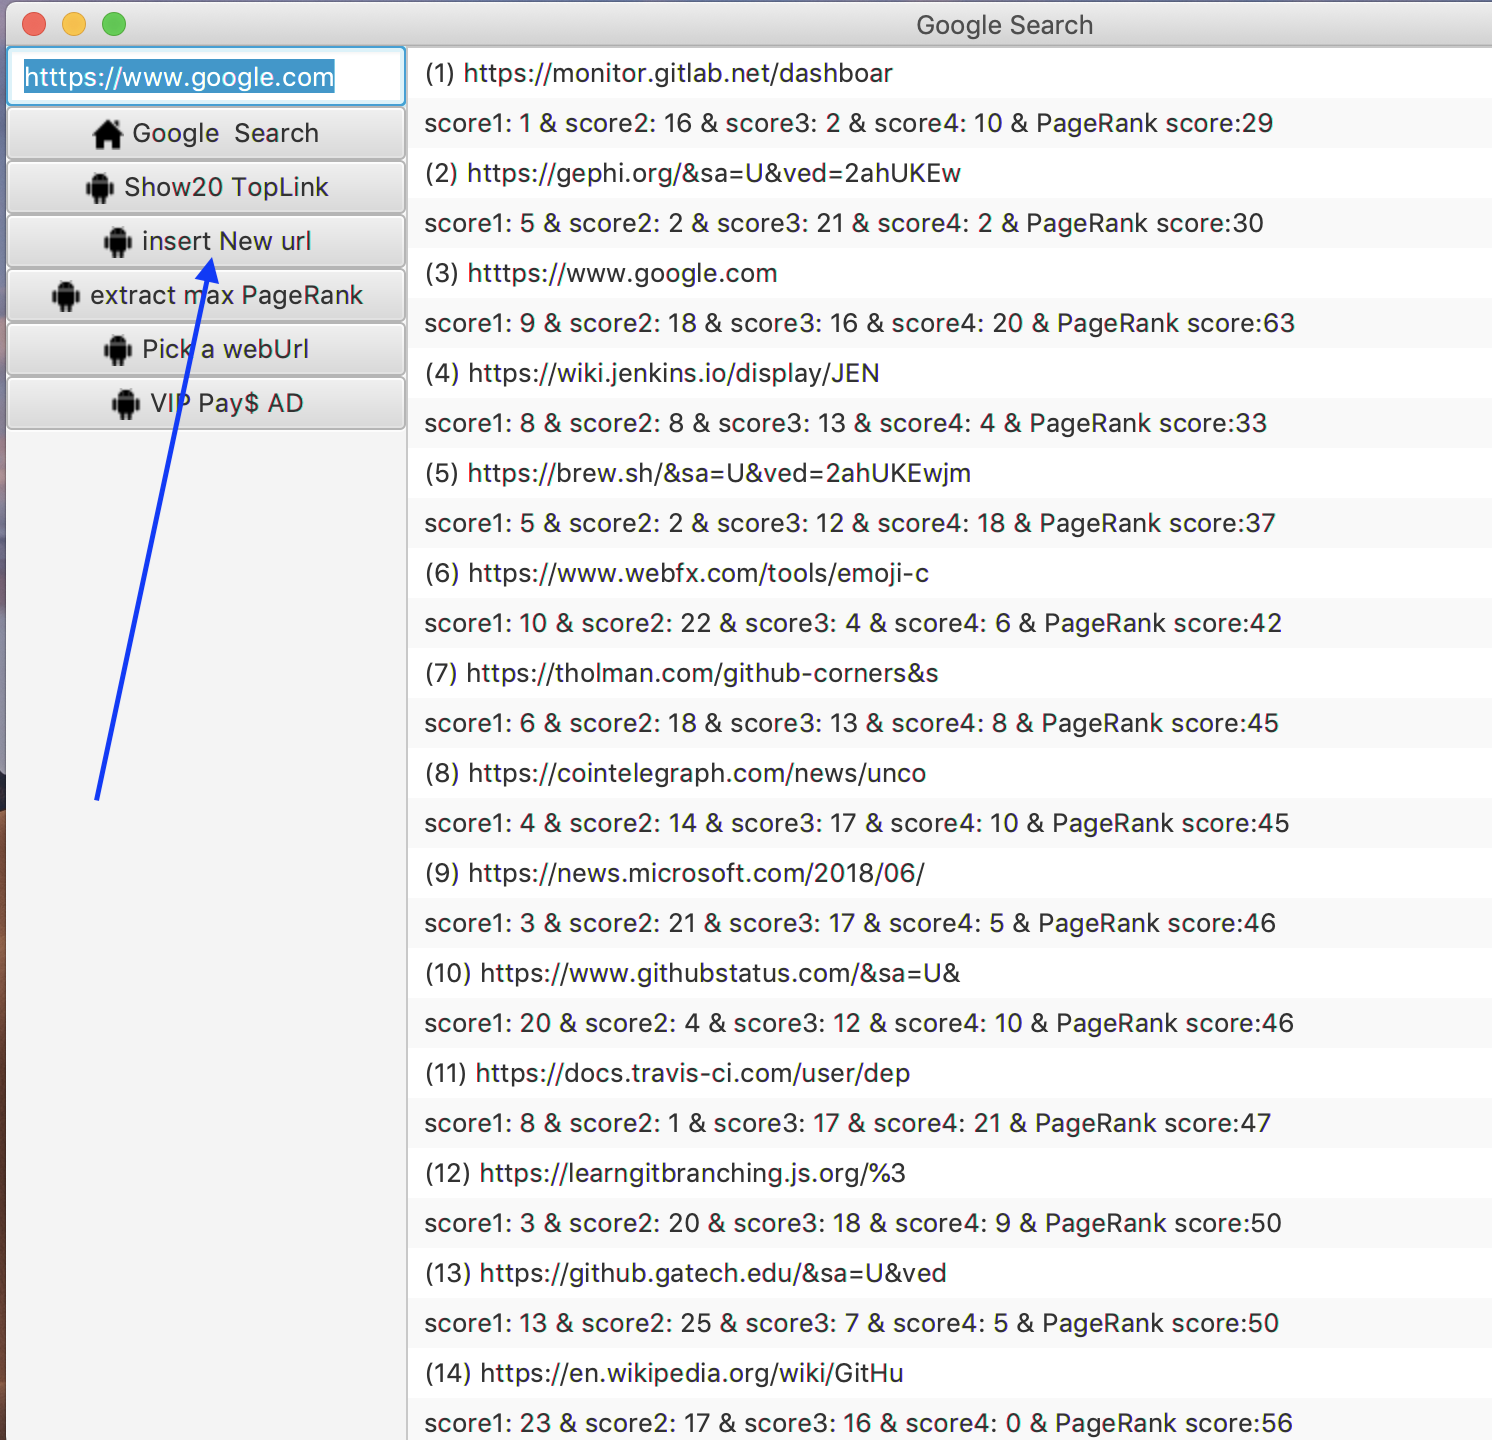 Google Search
htttps://www.google.com
Google  Search
Show20 TopLink
insert New url
extract max PageRank
Pick a webUrl
VIP Pay$ AD
(1) https://monitor.gitlab.net/dashboar
score1: 1 & score2: 16 & score3: 2 & score4: 10 & PageRank score:29
(2) https://gephi.org/&sa=U&ved=2ahUKEw
score1: 5 & score2: 2 & score3: 21 & score4: 2 & PageRank score:30
(3) htttps://www.google.com
score1: 9 & score2: 18 & score3: 16 & score4: 20 & PageRank score:63
(4) https://wiki.jenkins.io/display/JEN
score1: 8 & score2: 8 & score3: 13 & score4: 4 & PageRank score:33
(5) https://brew.sh/&sa=U&ved=2ahUKEwjm
score1: 5 & score2: 2 & score3: 12 & score4: 18 & PageRank score:37
(6) https://www.webfx.com/tools/emoji-c
score1: 10 & score2: 22 & score3: 4 & score4: 6 & PageRank score:42
(7) https://tholman.com/github-corners&s
score1: 6 & score2: 18 & score3: 13 & score4: 8 & PageRank score:45
(8) https://cointelegraph.com/news/unco
score1: 4 & score2: 14 & score3: 17 & score4: 10 & PageRank score:45
(9) https://news.microsoft.com/2018/06/
score1: 3 & score2: 21 & score3: 17 & score4: 5 & PageRank score:46
(10) https://www.githubstatus.com/&sa=U&
score1: 20 & score2: 4 & score3: 12 & score4: 10 & PageRank score:46
(11) https://docs.travis-ci.com/user/dep
score1: 8 & score2: 1 & score3: 17 & score4: 21 & PageRank score:47
(12) https://learngitbranching.js.org/%3
score1: 3 & score2: 20 & score3: 18 & score4: 9 & PageRank score:50
(13) https://github.gatech.edu/&sa=U&ved
score1: 13 & score2: 25 & score3: 7 & score4: 5 & PageRank score:50
(14) https://en.wikipedia.org/wiki/GitHu
score1: 23 & score2: 17 & score3: 16 & score4: 0 & PageRank score:56